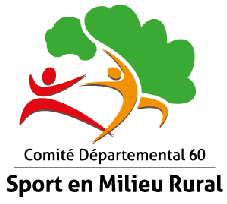 Comité Départemental 60
Sport en Milieu Rural